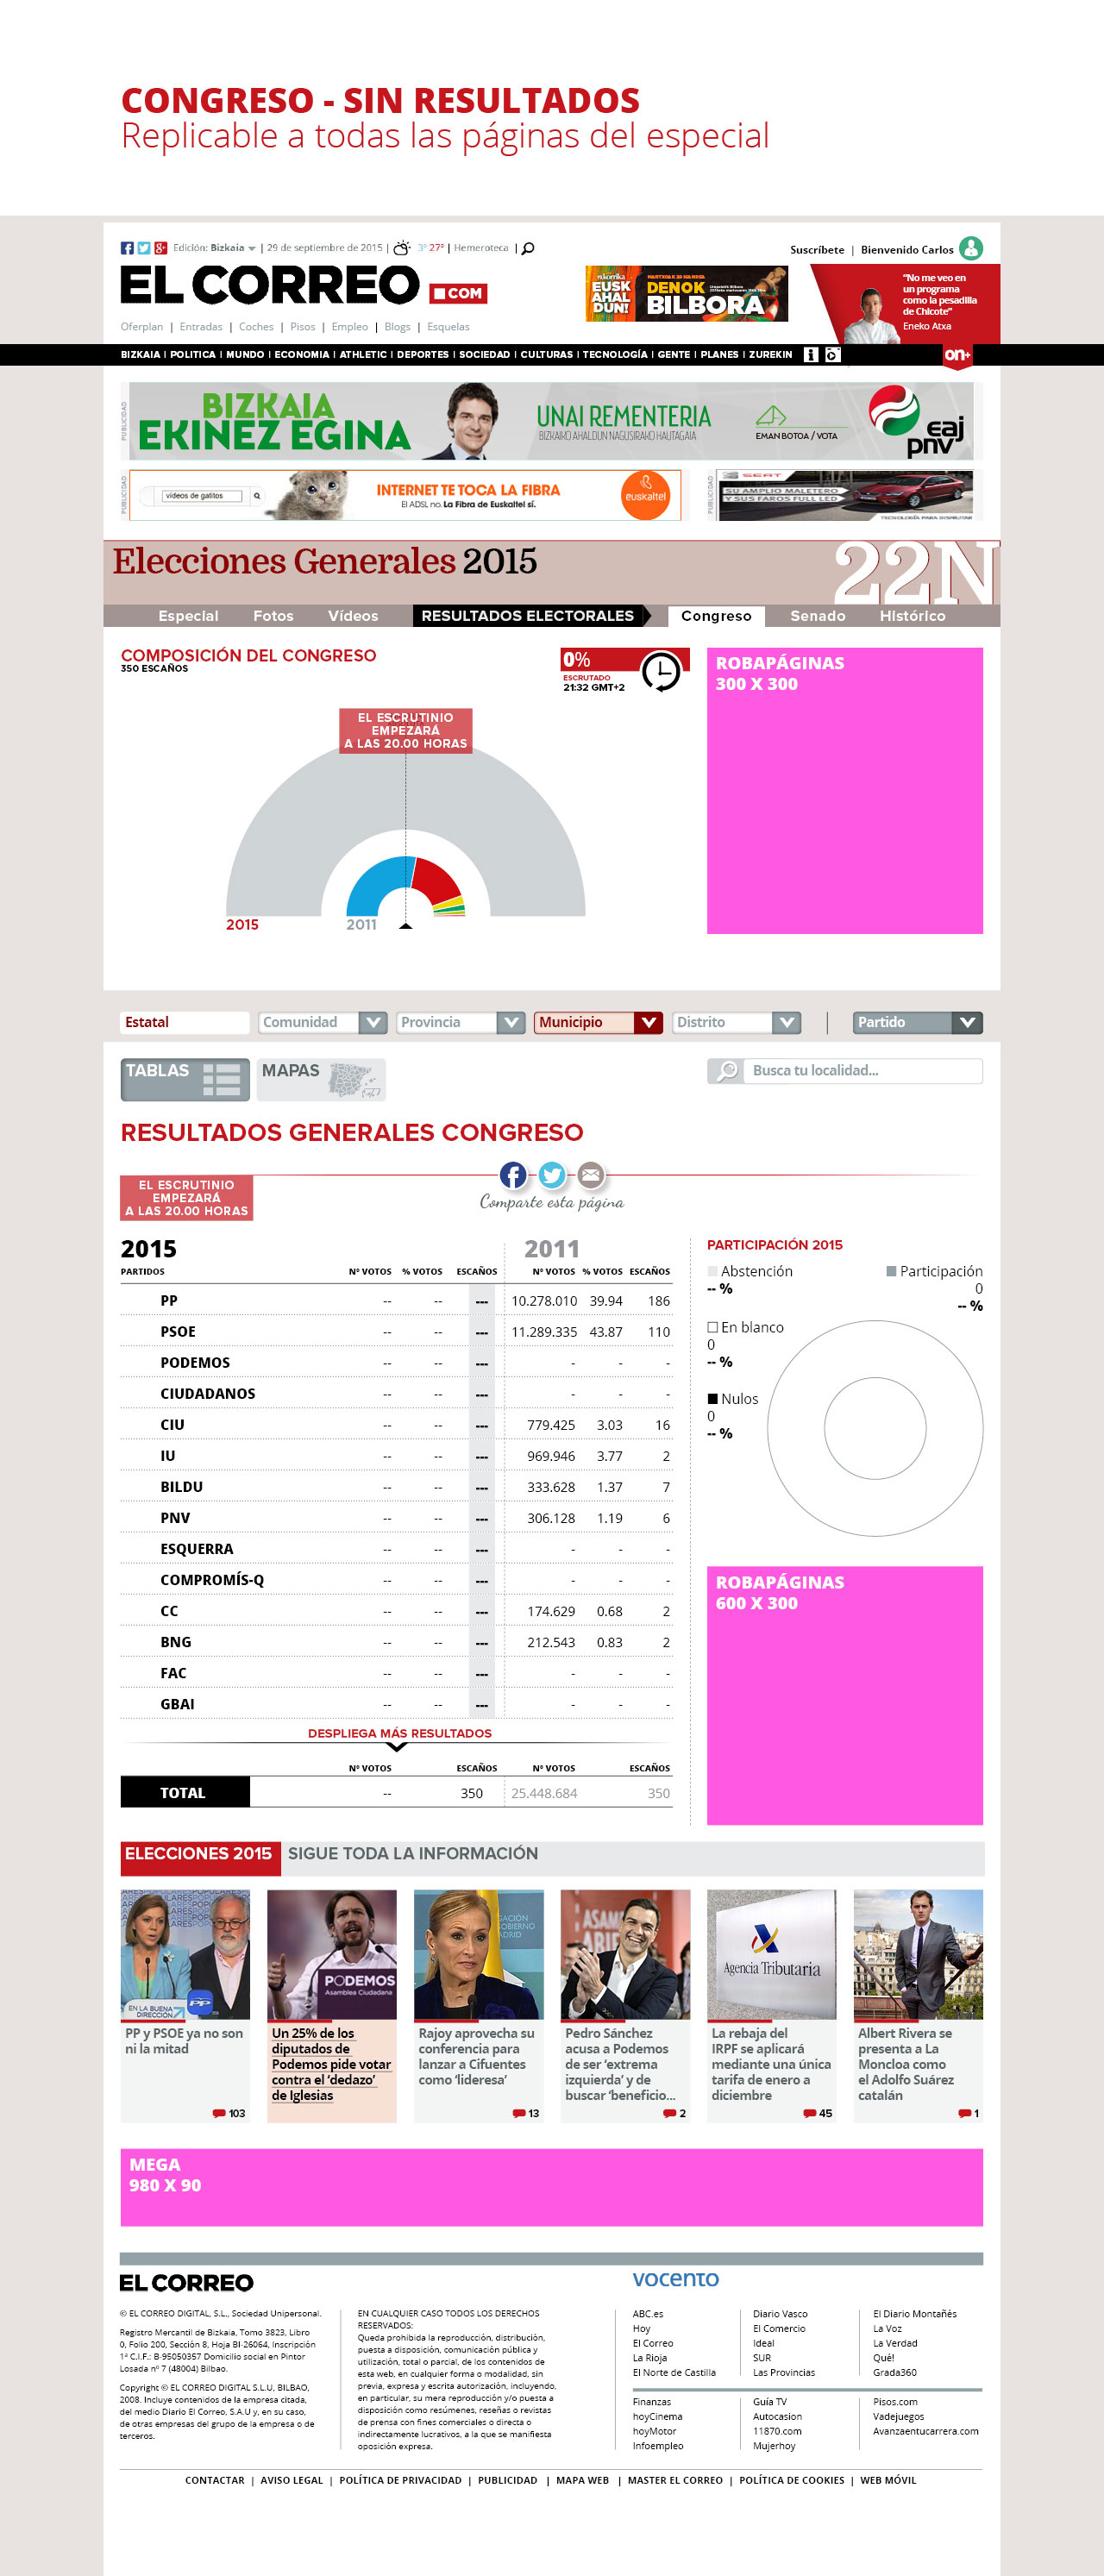 CONGRESO - SIN RESULTADOS
Replicable a todas las páginas del especial
Edición: Bizkaia | 29 de septiembre de 2015 | 3° 27° | Hemeroteca |
Suscríbete | Bienvenido Carlos
EL CORREO .COM
EUSK AHAL DUN!
DENOK
BILBORA
"No me veo en
un programa
como la pesadilla
de Chicote"
Eneko Atxa
Oferplan | Entradas | Coches | Pisos | Empleo | Blogs | Esquelas
BIZKAIA | POLITICA | MUNDO | ECONOMIA | ATHLETIC | DEPORTES | SOCIEDAD | CULTURAS | TECNOLOGÍA | GENTE | PLANES | ZUREKIN
on+
PUBLICIDAD
BIZKAIA
EKINEZ EGINA
UNAI REMENTERIA
BIZKAIKO AHALDUN NAGUSIRAKO HAUTAGAIA
EMAN BOTOA / VOTA
eaj
pnv
PUBLICIDAD
vídeos de gatitos
INTERNET TE TOCA LA FIBRA
El ADSL no. La Fibra de Euskaltel sí.
euskaltel
PUBLICIDAD
SEAT
SU AMPLIO MALETERO
Y SUS FAROS FULL LED
TECNOLOGÍA PARA DISFRUTAR
Elecciones Generales 2015
22N
Especial Fotos Vídeos RESULTADOS ELECTORALES Congreso Senado Histórico
COMPOSICIÓN DEL CONGRESO
350 ESCAÑOS
0%
ESCRUTADO
21:32 GMT+2
ROBAPÁGINAS
300 X 300
EL ESCRUTINIO
EMPEZARÁ
A LAS 20.00 HORAS
2015 2011
Estatal Comunidad Provincia Municipio Distrito Partido
TABLAS MAPAS Busca tu localidad...
RESULTADOS GENERALES CONGRESO
EL ESCRUTINIO
EMPEZARÁ
A LAS 20.00 HORAS
Comparte esta página
2015 2011
PARTIDOS Nº VOTOS % VOTOS ESCAÑOS Nº VOTOS % VOTOS ESCAÑOS
PP -- -- --- 10.278.010 39.94 186
PSOE -- -- --- 11.289.335 43.87 110
PODEMOS -- -- --- - - -
CIUDADANOS -- -- --- - - -
CIU -- -- --- 779.425 3.03 16
IU -- -- --- 969.946 3.77 2
BILDU -- -- --- 333.628 1.37 7
PNV -- -- --- 306.128 1.19 6
ESQUERRA -- -- --- - - -
COMPROMÍS-Q -- -- --- - - -
CC -- -- --- 174.629 0.68 2
BNG -- -- --- 212.543 0.83 2
FAC -- -- --- - - -
GBAI -- -- --- - - -
DESPLIEGA MÁS RESULTADOS
Nº VOTOS ESCAÑOS Nº VOTOS ESCAÑOS
TOTAL -- 350 25.448.684 350
PARTICIPACIÓN 2015
Abstención
-- %
Participación
0
-- %
En blanco
0
-- %
Nulos
0
-- %
ROBAPÁGINAS
600 X 300
ELECCIONES 2015 SIGUE TODA LA INFORMACIÓN
EN LA BUENA
DIRECCIÓN
PP
PP y PSOE ya no son
ni la mitad
103
PODEMOS
Asamblea Ciudadana
Un 25% de los
diputados de
Podemos pide votar
contra el 'dedazo'
de Iglesias
Rajoy aprovecha su
conferencia para
lanzar a Cifuentes
como 'lideresa'
13
Pedro Sánchez
acusa a Podemos
de ser 'extrema
izquierda' y de
buscar 'beneficio...
2
Agencia Tributaria
La rebaja del
IRPF se aplicará
mediante una única
tarifa de enero a
diciembre
45
Albert Rivera se
presenta a La
Moncloa como
el Adolfo Suárez
catalán
1
MEGA
980 X 90
EL CORREO
vocento
© EL CORREO DIGITAL, S.L., Sociedad Unipersonal.
Registro Mercantil de Bizkaia, Tomo 3823, Libro
0, Folio 200, Sección 8, Hoja BI-26064, Inscripción
1ª C.I.F.: B-95050357 Domicilio social en Pintor
Losada nº 7 (48004) Bilbao.
Copyright © EL CORREO DIGITAL S.L.U, BILBAO,
2008. Incluye contenidos de la empresa citada,
del medio Diario El Correo, S.A.U y, en su caso,
de otras empresas del grupo de la empresa o de
terceros.
EN CUALQUIER CASO TODOS LOS DERECHOS
RESERVADOS:
Queda prohibida la reproducción, distribución,
puesta a disposición, comunicación pública y
utilización, total o parcial, de los contenidos de
esta web, en cualquier forma o modalidad, sin
previa, expresa y escrita autorización, incluyendo,
en particular, su mera reproducción y/o puesta a
disposición como resúmenes, reseñas o revistas
de prensa con fines comerciales o directa o
indirectamente lucrativos, a la que se manifiesta
oposición expresa.
ABC.es
Hoy
El Correo
La Rioja
El Norte de Castilla
Diario Vasco
El Comercio
Ideal
SUR
Las Provincias
El Diario Montañés
La Voz
La Verdad
Qué!
Grada360
Finanzas
hoyCinema
hoyMotor
Infoempleo
Guía TV
Autocasion
11870.com
Mujerhoy
Pisos.com
Vadejuegos
Avanzaentucarrera.com
CONTACTAR | AVISO LEGAL | POLÍTICA DE PRIVACIDAD | PUBLICIDAD | MAPA WEB | MASTER EL CORREO | POLÍTICA DE COOKIES | WEB MÓVIL